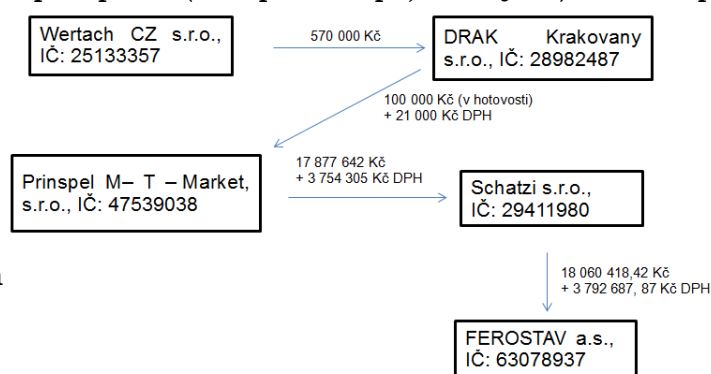 Wertach CZ s.r.o.,
IČ: 25133357
570 000 Kč
DRAK Krakovany
s.r.o., IČ: 28982487
100 000 Kč (v hotovosti)
+ 21 000 Kč DPH
Prinspel M– T – Market,
s.r.o., IČ: 47539038
17 877 642 Kč
+ 3 754 305 Kč DPH
Schatzi s.r.o.,
IČ: 29411980
18 060 418,42 Kč
+ 3 792 687, 87 Kč DPH
FEROSTAV a.s.,
IČ: 63078937